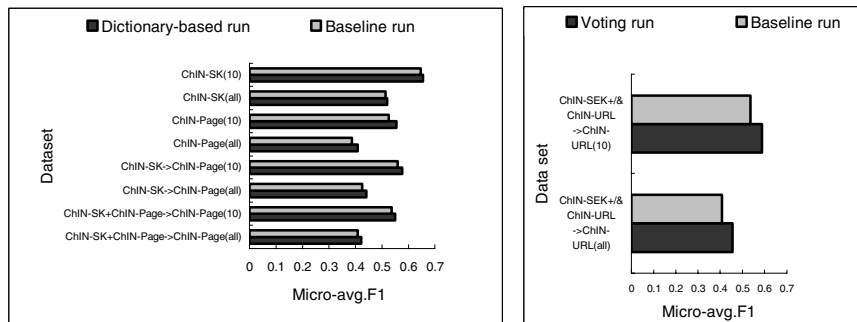 Dictionary-based run Baseline run
Dataset
ChIN-SK(10)
ChIN-SK(all)
ChIN-Page(10)
ChIN-Page(all)
ChIN-SK->ChIN-Page(10)
ChIN-SK->ChIN-Page(all)
ChIN-SK+ChIN-Page->ChIN-Page(10)
ChIN-SK+ChIN-Page->ChIN-Page(all)
0 0.1 0.2 0.3 0.4 0.5 0.6 0.7
Micro-avg.F1
Voting run Baseline run
Data set
ChIN-SEK+/&
ChIN-URL
->ChIN-
URL(10)
ChIN-SEK+/&
ChIN-URL
->ChIN-
URL(all)
0 0.1 0.2 0.3 0.4 0.5 0.6 0.7
Micro-avg.F1